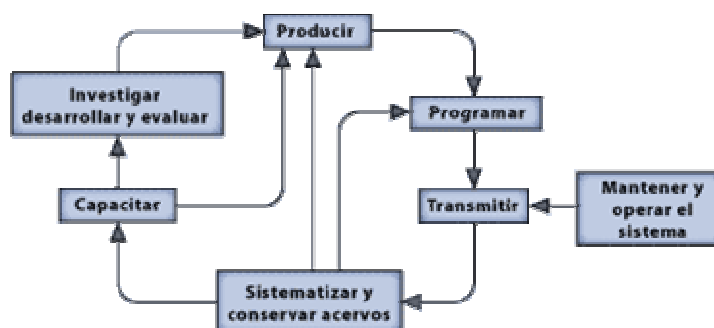 Producir
Investigar
desarrollar y evaluar
Programar
Capacitar
Transmitir
Mantener y
operar el
sistema
Sistematizar y
conservar acervos